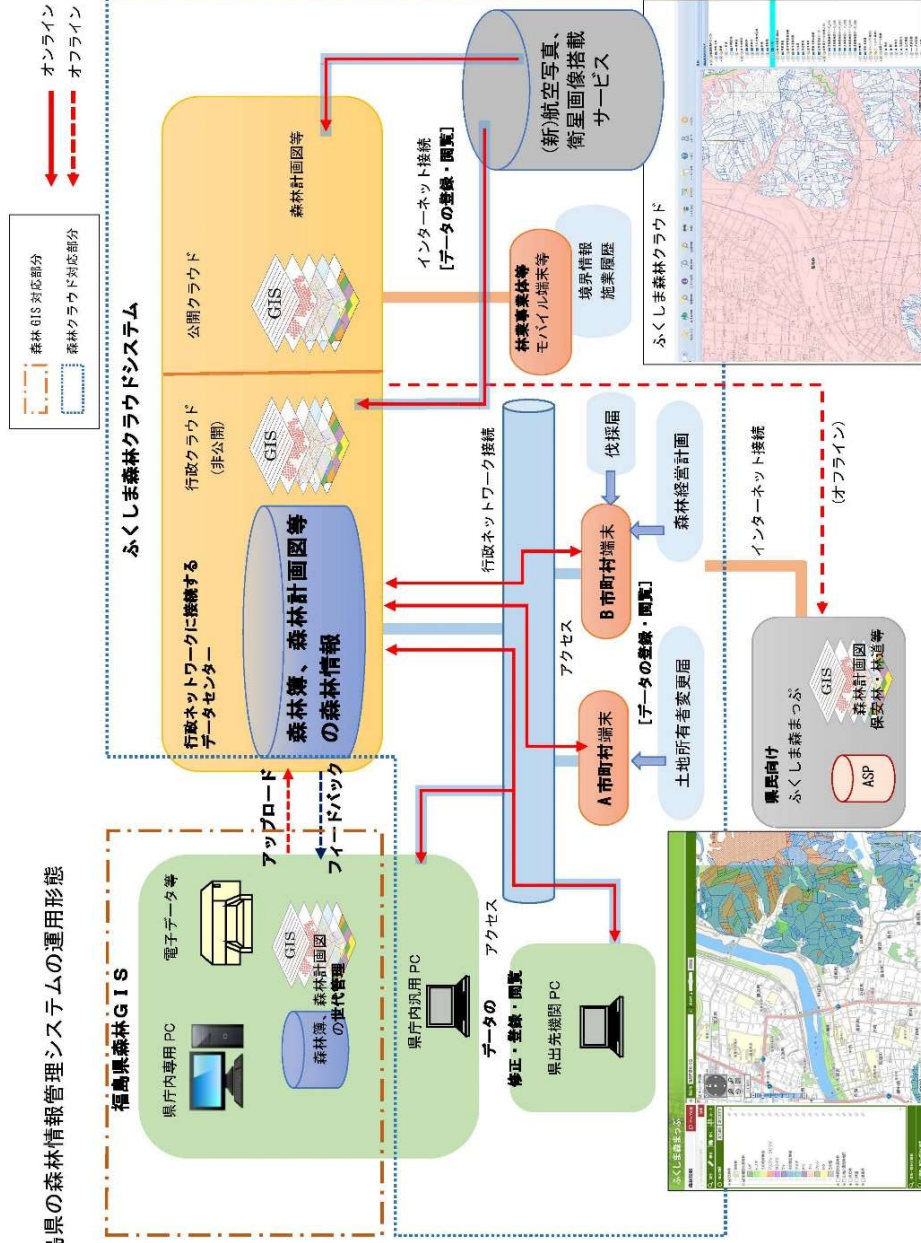 島県の森林情報管理システムの運用形態
森林 GIS 対応部分
森林クラウド対応部分
オンライン
オフライン
福島県森林GIS
県庁内専用 PC
電子データ等
GIS
森林簿、森林計画図
の世代管理
県庁内汎用 PC
アップロード
フィードバック
ふくしま森林クラウドシステム
行政ネットワークに接続する
データセンター
森林簿、森林計画図等
の森林情報
行政クラウド
(非公開)
GIS
公開クラウド
GIS
森林計画図等
アクセス
データの
修正・登録・閲覧
県出先機関 PC
行政ネットワーク接続
アクセス
A 市町村端末
B 市町村端末
[データの登録・閲覧]
土地所有者変更届
伐採届
森林経営計画
インターネット接続
[データの登録・閲覧]
林業事業体等
モバイル端末等
境界情報
施業履歴
(新)航空写真、
衛星画像搭載
サービス
インターネット接続
(オフライン)
県民向け
ふくしま森まっぷ
ASP
GIS
森林計画図
保安林・林道等
ふくしま森まっぷ
ふくしま森林クラウド